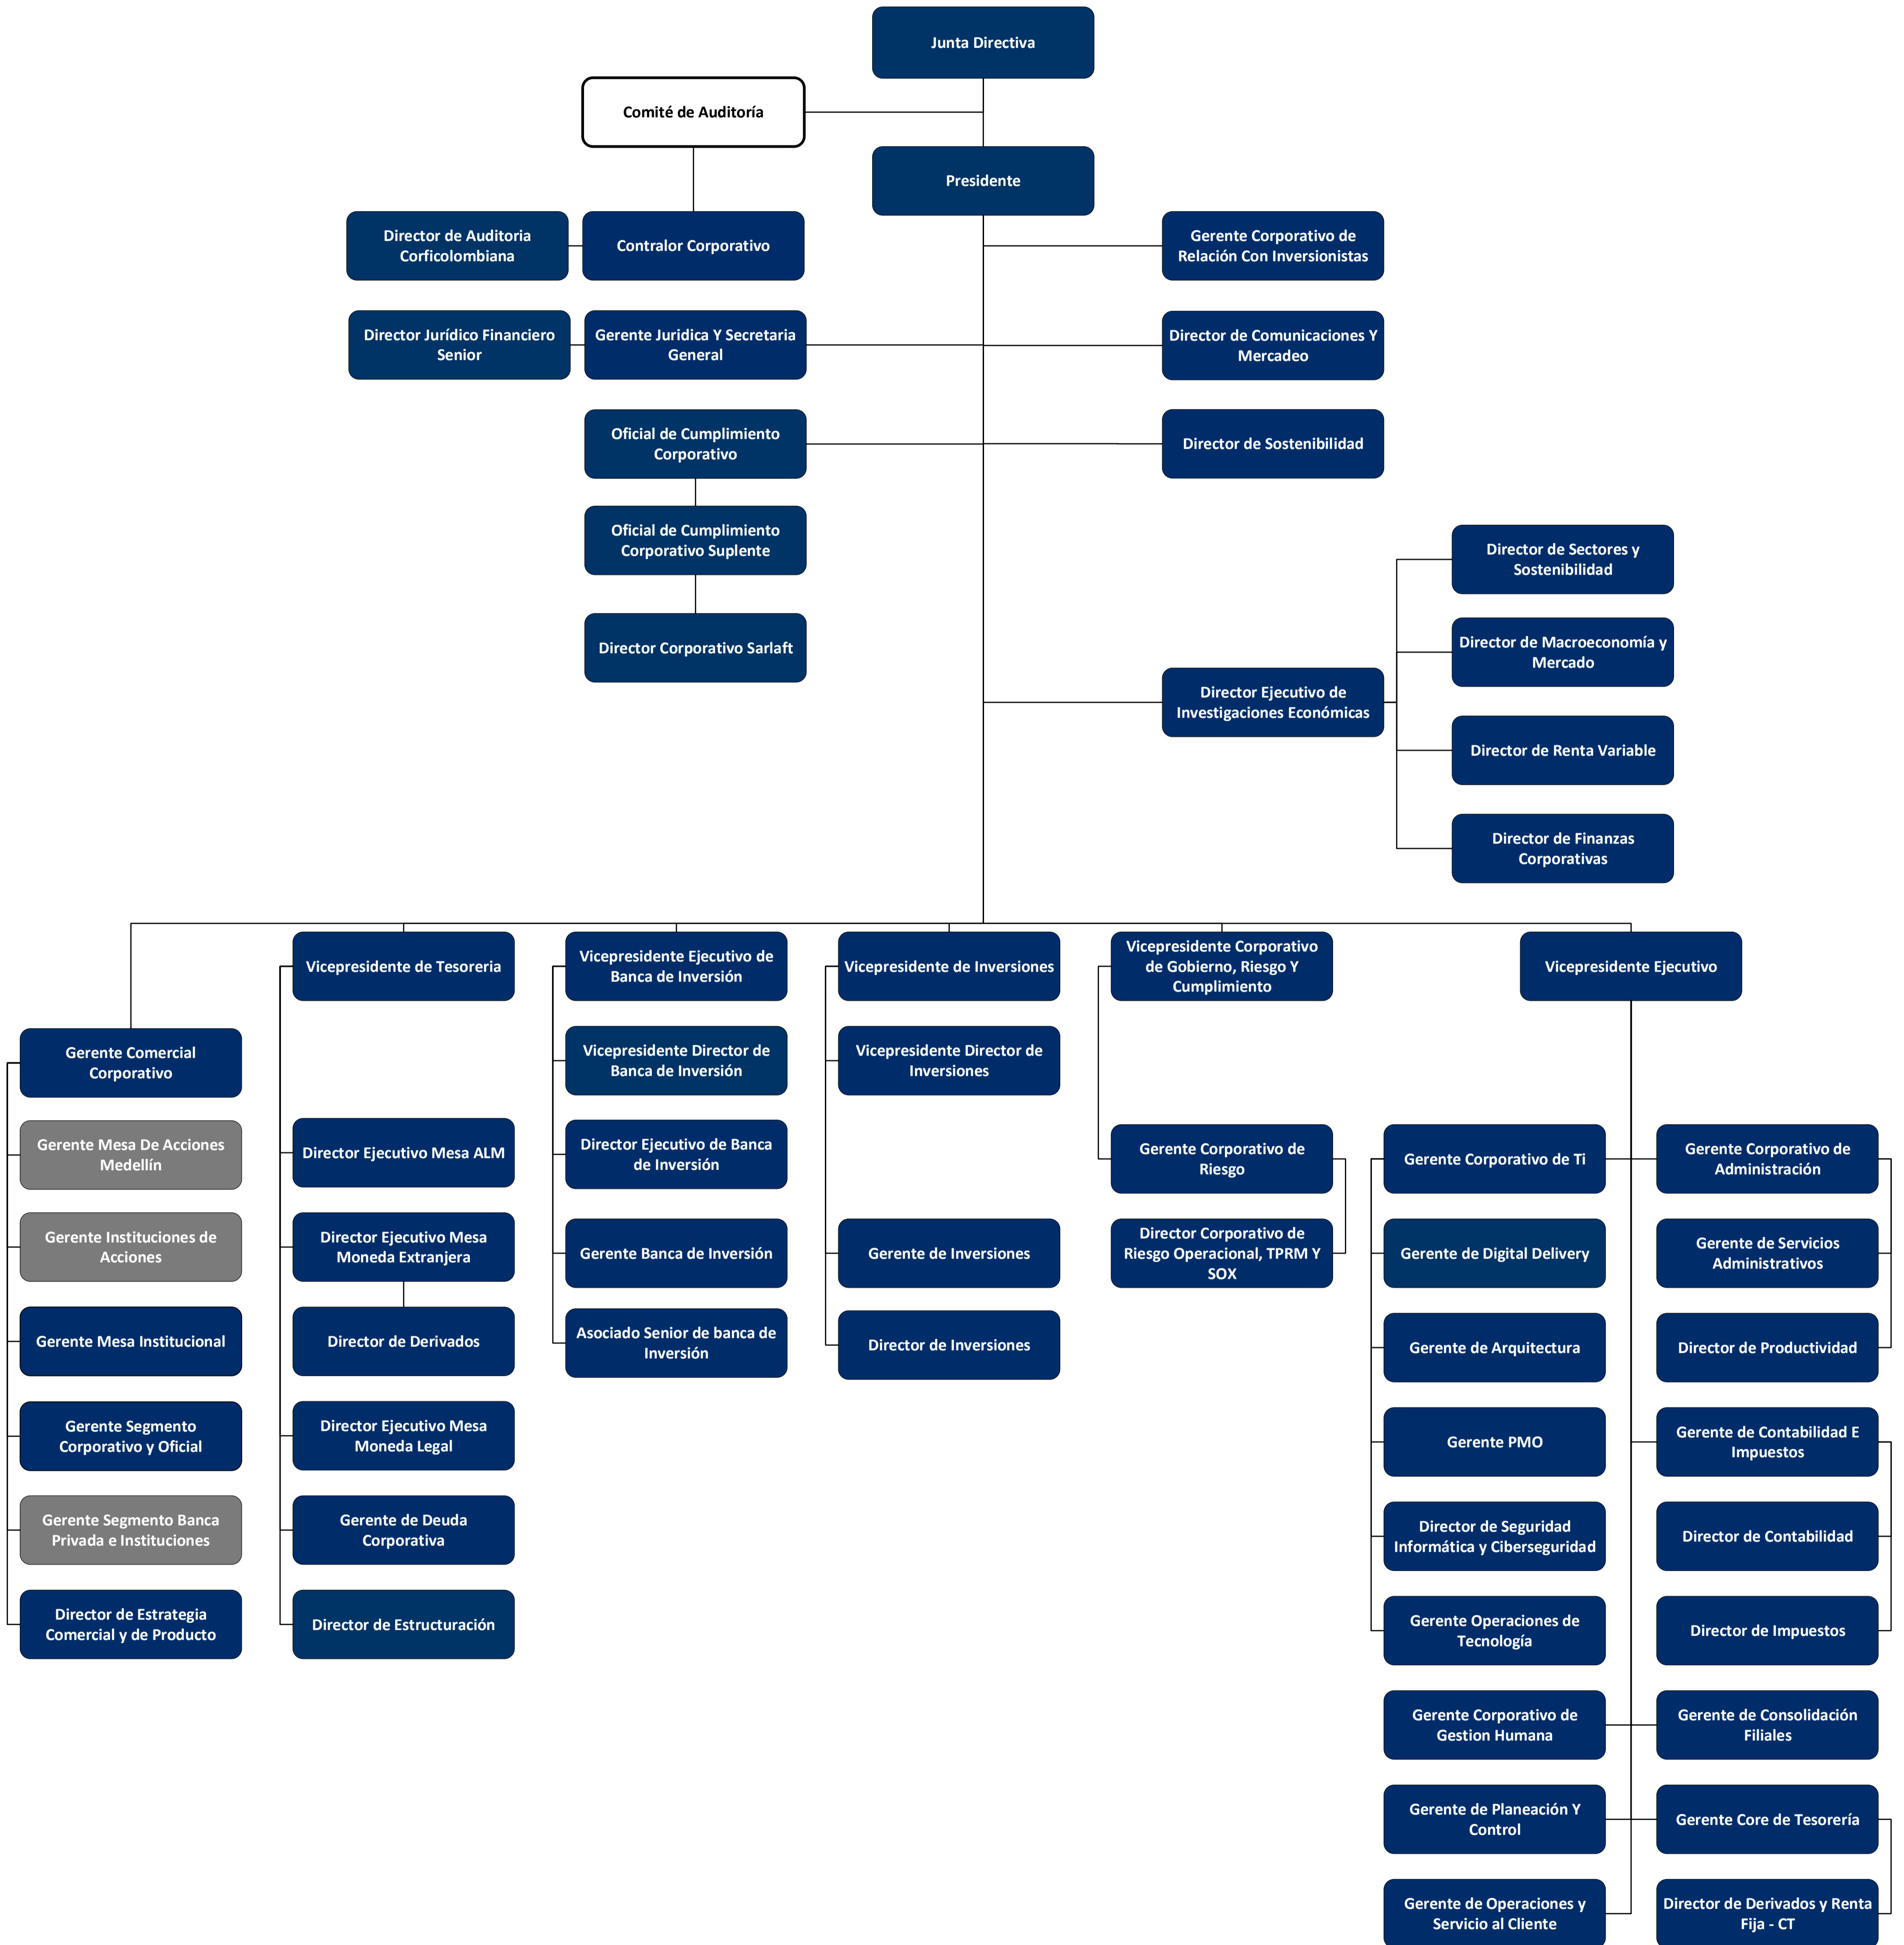 Junta Directiva
Comité de Auditoría
Presidente
Director de Auditoria
Corficolombiana
Contralor Corporativo
Gerente Corporativo de
Relación Con Inversionistas
Director Jurídico Financiero
Senior
Gerente Juridica Y Secretaria
General
Director de Comunicaciones Y
Mercadeo
Oficial de Cumplimiento
Corporativo
Director de Sostenibilidad
Oficial de Cumplimiento
Corporativo Suplente
Director Corporativo Sarlaft
Director de Sectores y
Sostenibilidad
Director de Macroeconomía y
Mercado
Director Ejecutivo de
Investigaciones Económicas
Director de Renta Variable
Director de Finanzas
Corporativas
Vicepresidente de Tesoreria
Vicepresidente Ejecutivo de
Banca de Inversión
Vicepresidente de Inversiones
Vicepresidente Corporativo
de Gobierno, Riesgo Y
Cumplimiento
Vicepresidente Ejecutivo
Gerente Comercial
Corporativo
Gerente Mesa De Acciones
Medellín
Gerente Instituciones de
Acciones
Gerente Mesa Institucional
Gerente Segmento
Corporativo y Oficial
Gerente Segmento Banca
Privada e Instituciones
Director de Estrategia
Comercial y de Producto
Director Ejecutivo Mesa ALM
Director Ejecutivo Mesa
Moneda Extranjera
Director de Derivados
Director Ejecutivo Mesa
Moneda Legal
Gerente de Deuda
Corporativa
Director de Estructuración
Vicepresidente Director de
Banca de Inversión
Director Ejecutivo de Banca
de Inversión
Gerente Banca de Inversión
Asociado Senior de banca de
Inversión
Vicepresidente Director de
Inversiones
Gerente de Inversiones
Director de Inversiones
Gerente Corporativo de
Riesgo
Director Corporativo de
Riesgo Operacional, TPRM Y
SOX
Gerente Corporativo de Ti
Gerente de Digital Delivery
Gerente de Arquitectura
Gerente PMO
Director de Seguridad
Informática y Ciberseguridad
Gerente Operaciones de
Tecnología
Gerente Corporativo de
Gestion Humana
Gerente de Planeación Y
Control
Gerente de Operaciones y
Servicio al Cliente
Gerente Corporativo de
Administración
Gerente de Servicios
Administrativos
Director de Productividad
Gerente de Contabilidad E
Impuestos
Director de Contabilidad
Director de Impuestos
Gerente de Consolidación
Filiales
Gerente Core de Tesorería
Director de Derivados y Renta
Fija - CT